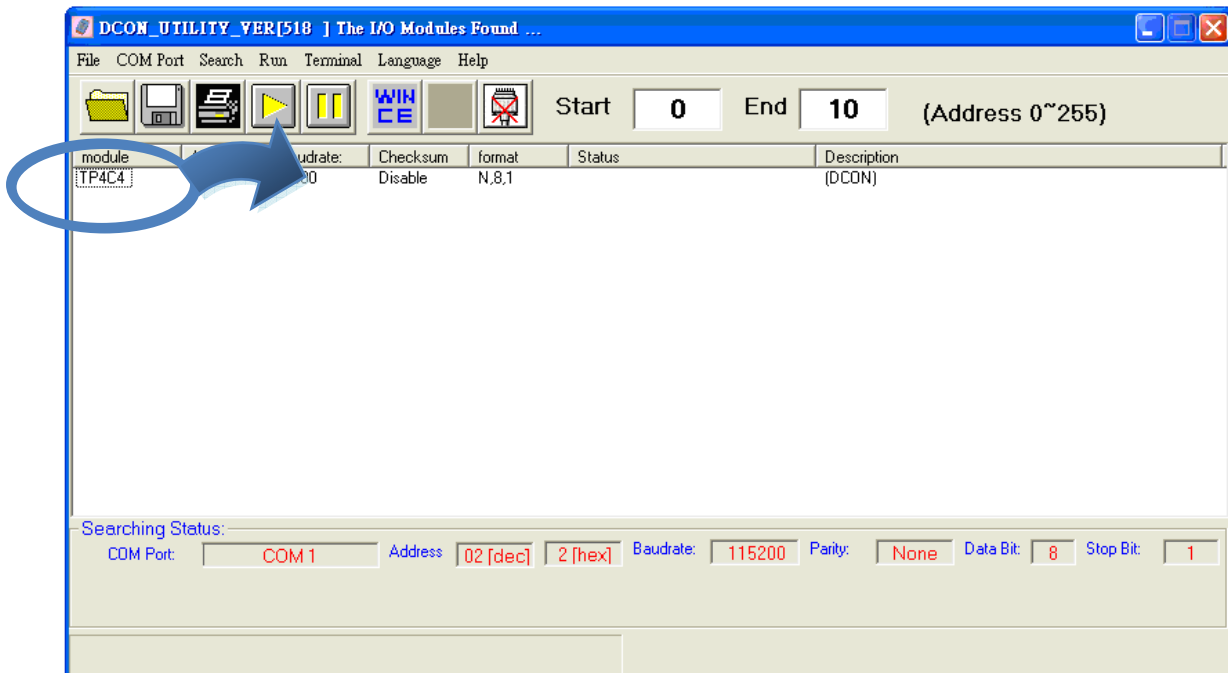 DCON_UTILITY_VER[518 ] The I/O Modules Found ...
File COM Port Search Run Terminal Language Help
WIN CE Start 0 End 10 (Address 0~255)
module udrate: Checksum format Status Description
TP4C4 00 Disable N,8,1 (DCON)
Searching Status:
COM Port: COM 1 Address 02 [dec] 2 [hex] Baudrate: 115200 Parity: None Data Bit: 8 Stop Bit: 1